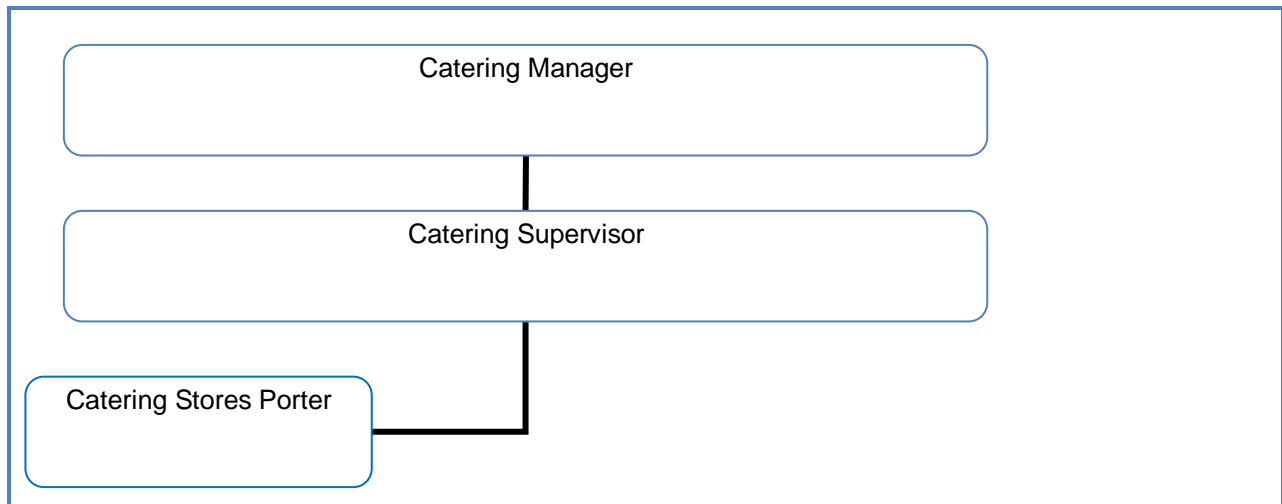 Catering Manager
Catering Supervisor
Catering Stores Porter